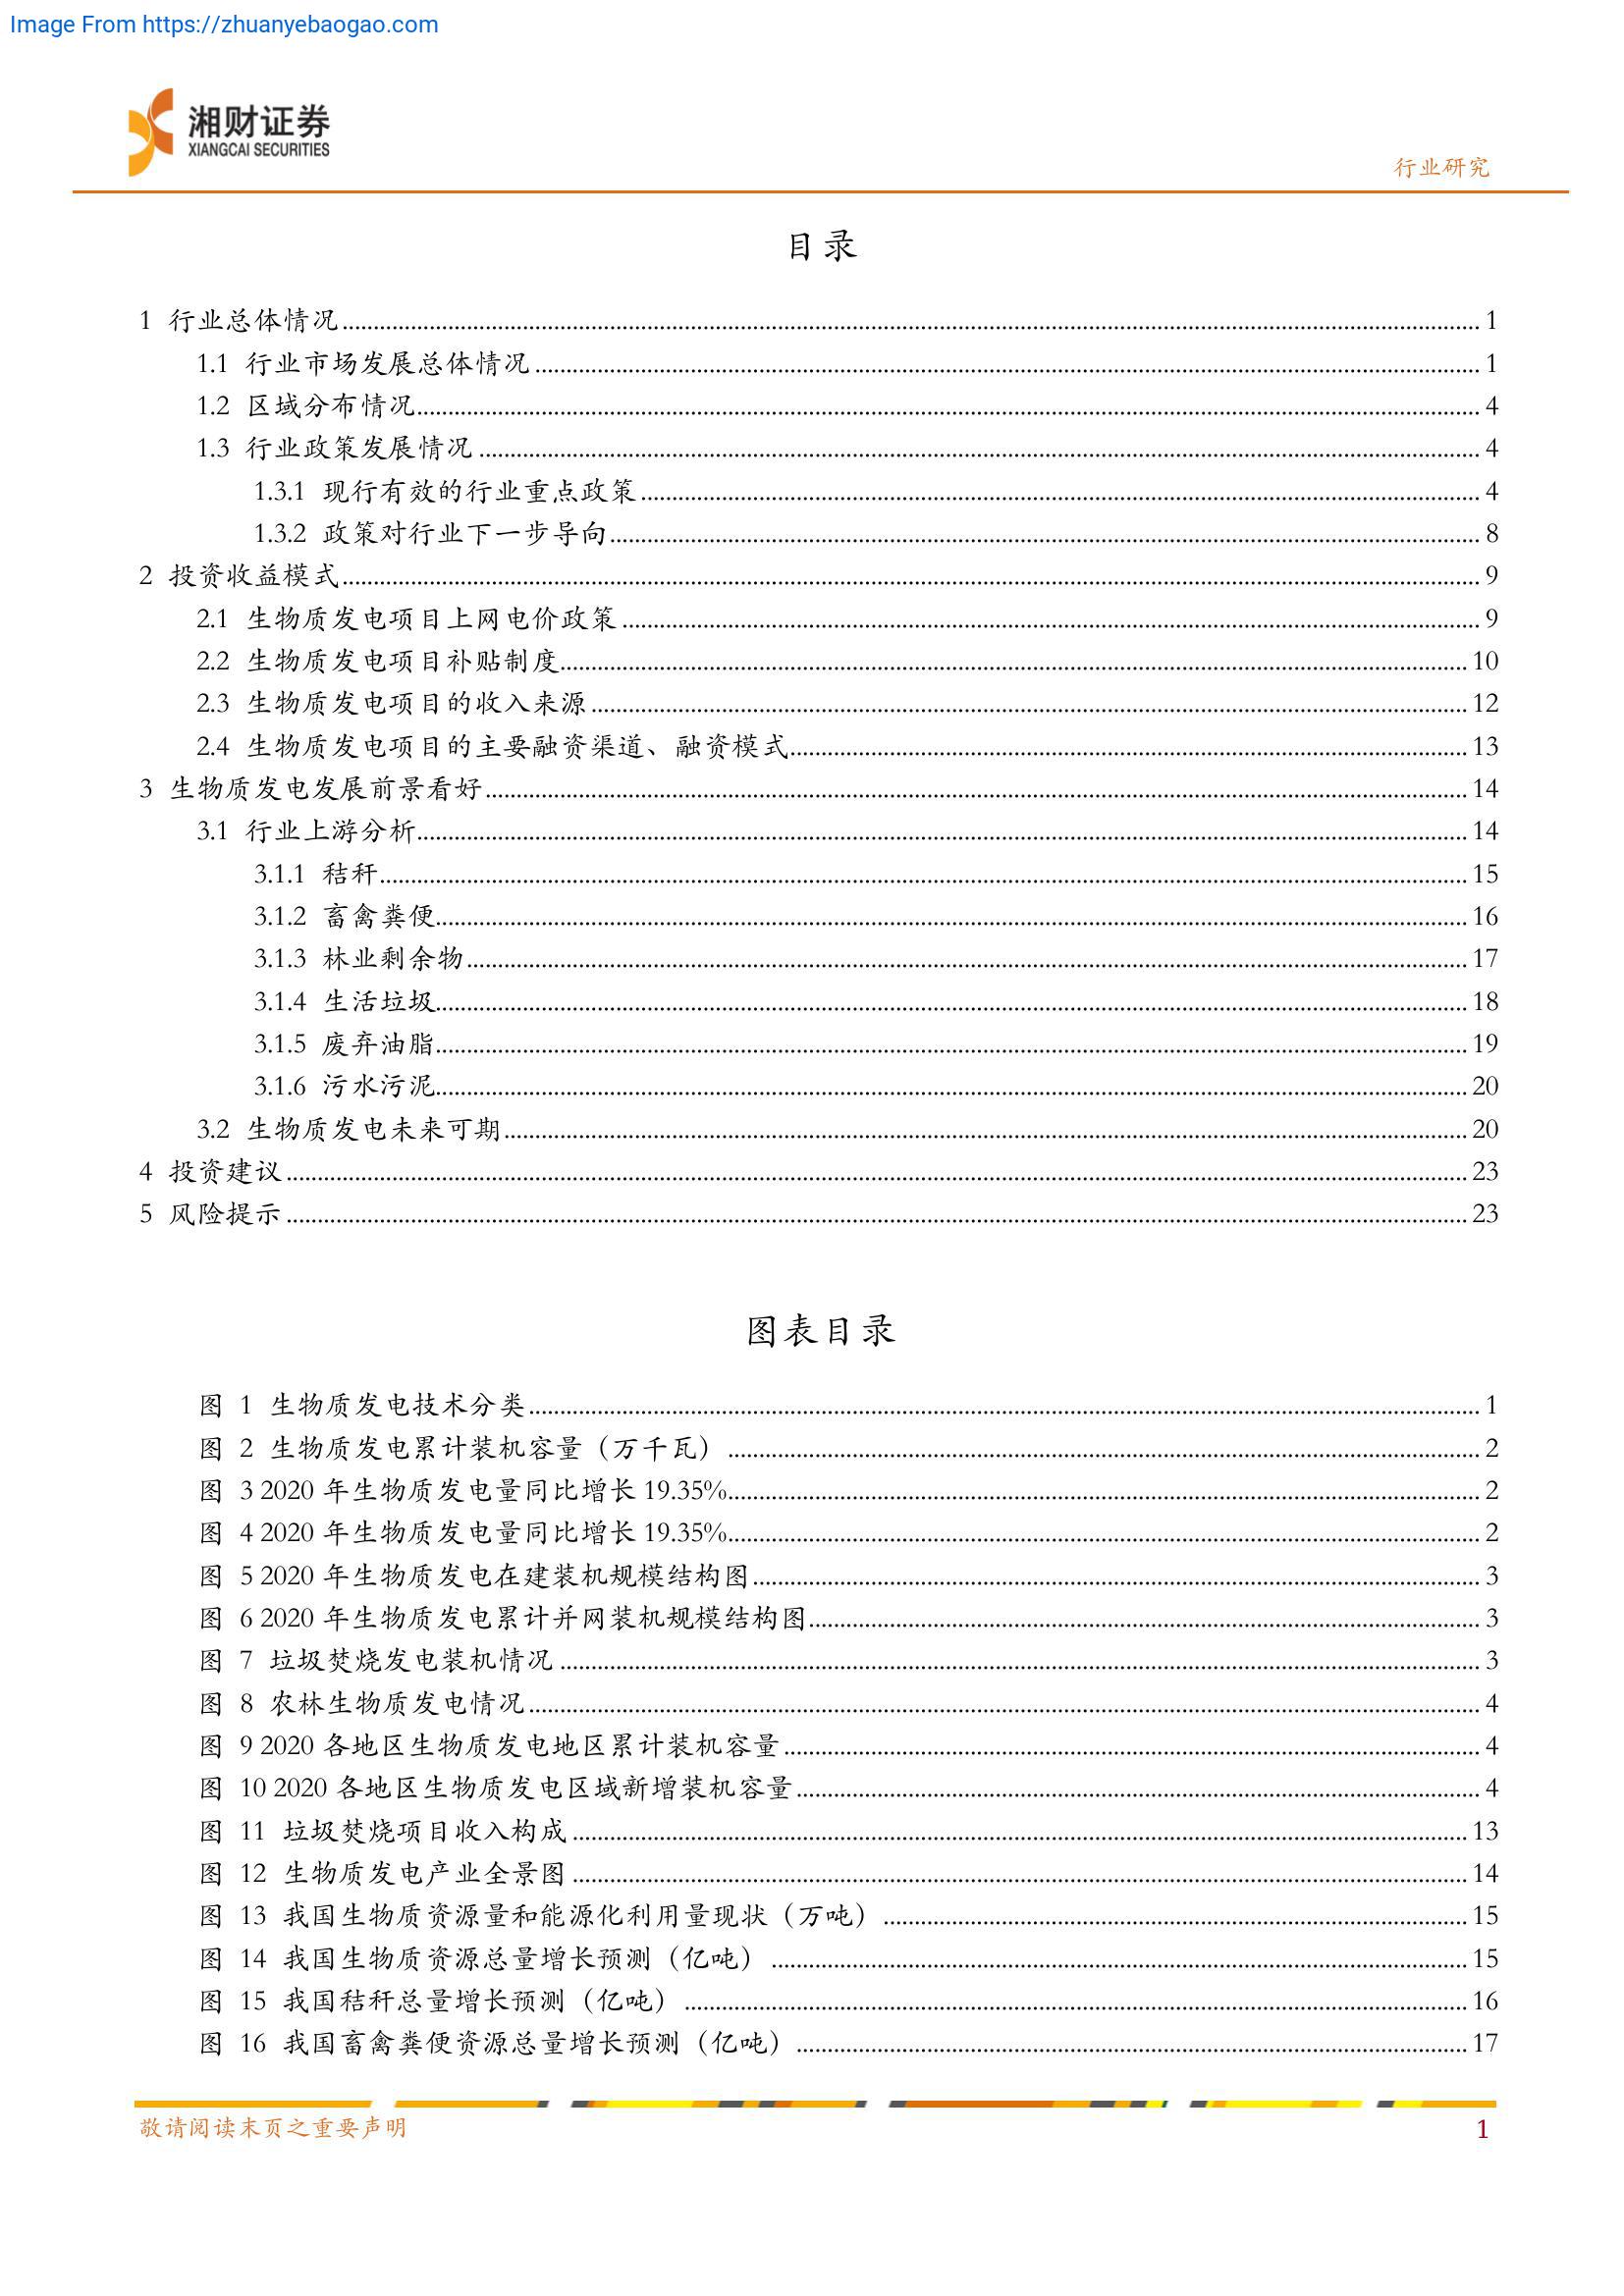 Image From https://zhuanyebaogao.com
湘财证券
XIANGCAI SECURITIES
行业研究
目录
1 行业总体情况 1
1.1 行业市场发展总体情况 1
1.2 区域分布情况 4
1.3 行业政策发展情况 4
1.3.1 现行有效的行业重点政策 4
1.3.2 政策对行业下一步导向 8
2 投资收益模式 9
2.1 生物质发电项目上网电价政策 9
2.2 生物质发电项目补贴制度 10
2.3 生物质发电项目的收入来源 12
2.4 生物质发电项目的主要融资渠道、融资模式 13
3 生物质发电发展前景看好 14
3.1 行业上游分析 14
3.1.1 秸秆 15
3.1.2 畜禽粪便 16
3.1.3 林业剩余物 17
3.1.4 生活垃圾 18
3.1.5 废弃油脂 19
3.1.6 污水污泥 20
3.2 生物质发电未来可期 20
4 投资建议 23
5 风险提示 23
图表目录
图 1 生物质发电技术分类 1
图 2 生物质发电累计装机容量（万千瓦） 2
图 3 2020 年生物质发电量同比增长 19.35% 2
图 4 2020 年生物质发电量同比增长 19.35% 2
图 5 2020 年生物质发电在建装机规模结构图 3
图 6 2020 年生物质发电累计并网装机规模结构图 3
图 7 垃圾焚烧发电装机情况 3
图 8 农林生物质发电情况 4
图 9 2020 各地区生物质发电地区累计装机容量 4
图 10 2020 各地区生物质发电区域新增装机容量 4
图 11 垃圾焚烧项目收入构成 13
图 12 生物质发电产业全景图 14
图 13 我国生物质资源量和能源化利用量现状（万吨） 15
图 14 我国生物质资源总量增长预测（亿吨） 15
图 15 我国秸秆总量增长预测（亿吨） 16
图 16 我国畜禽粪便资源总量增长预测（亿吨） 17
敬请阅读末页之重要声明
1